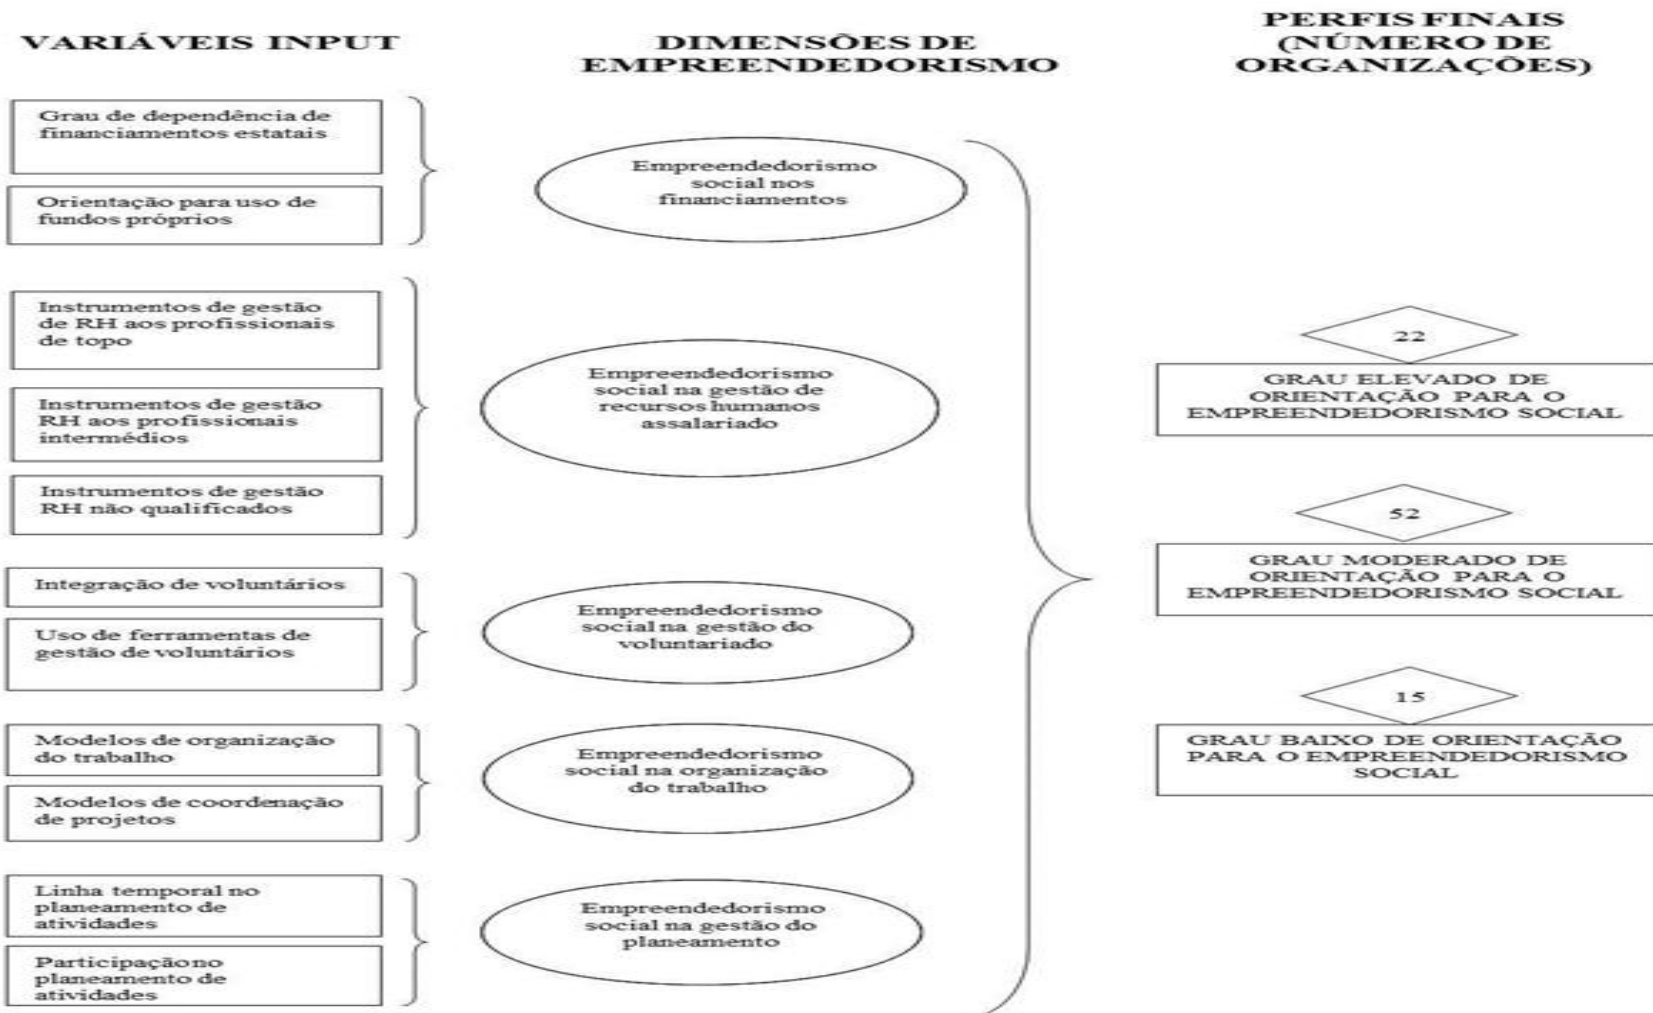 VARIÁVEIS INPUT
DIMENSÕES DE
EMPREENDEDORISMO
PERFIS FINAIS
(NÚMERO DE
ORGANIZAÇÕES)
Grau de dependência de
financiamentos estatais
Orientação para uso de
fundos próprios
Empreendedorismo
social nos
financiamentos
Instrumentos de gestão
de RH aos profissionais
de topo
Instrumentos de gestão
RH aos profissionais
intermédios
Instrumentos de gestão
RH não qualificados
Empreendedorismo
social na gestão de
recursos humanos
assalariado
Integração de voluntários
Uso de ferramentas de
gestão de voluntários
Empreendedorismo
social na gestão do
voluntariado
Modelos de organização
do trabalho
Modelos de coordenação
de projetos
Empreendedorismo
social na organização
do trabalho
Linha temporal no
planeamento de
atividades
Participação no
planeamento de
atividades
Empreendedorismo
social na gestão do
planeamento
22
GRAU ELEVADO DE
ORIENTAÇÃO PARA O
EMPREENDEDORISMO SOCIAL
52
GRAU MODERADO DE
ORIENTAÇÃO PARA O
EMPREENDEDORISMO SOCIAL
15
GRAU BAIXO DE ORIENTAÇÃO
PARA O EMPREENDEDORISMO
SOCIAL